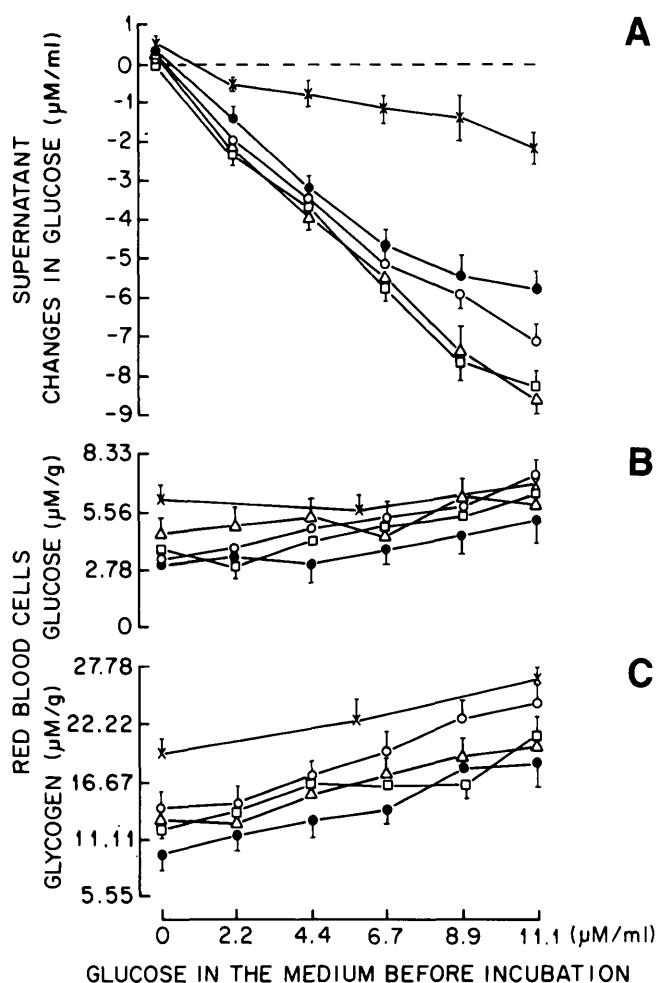 A
SUPERNATANT
CHANGES IN GLUCOSE (µM/ml)
1
0
-1
-2
-3
-4
-5
-6
-7
-8
-9
B
RED BLOOD CELLS
GLUCOSE (µM/g)
8.33
5.56
2.78
0
C
GLYCOGEN (µM/g)
27.78
22.22
16.67
11.11
5.55
0 2.2 4.4 6.7 8.9 11.1 (µM/ml)
GLUCOSE IN THE MEDIUM BEFORE INCUBATION